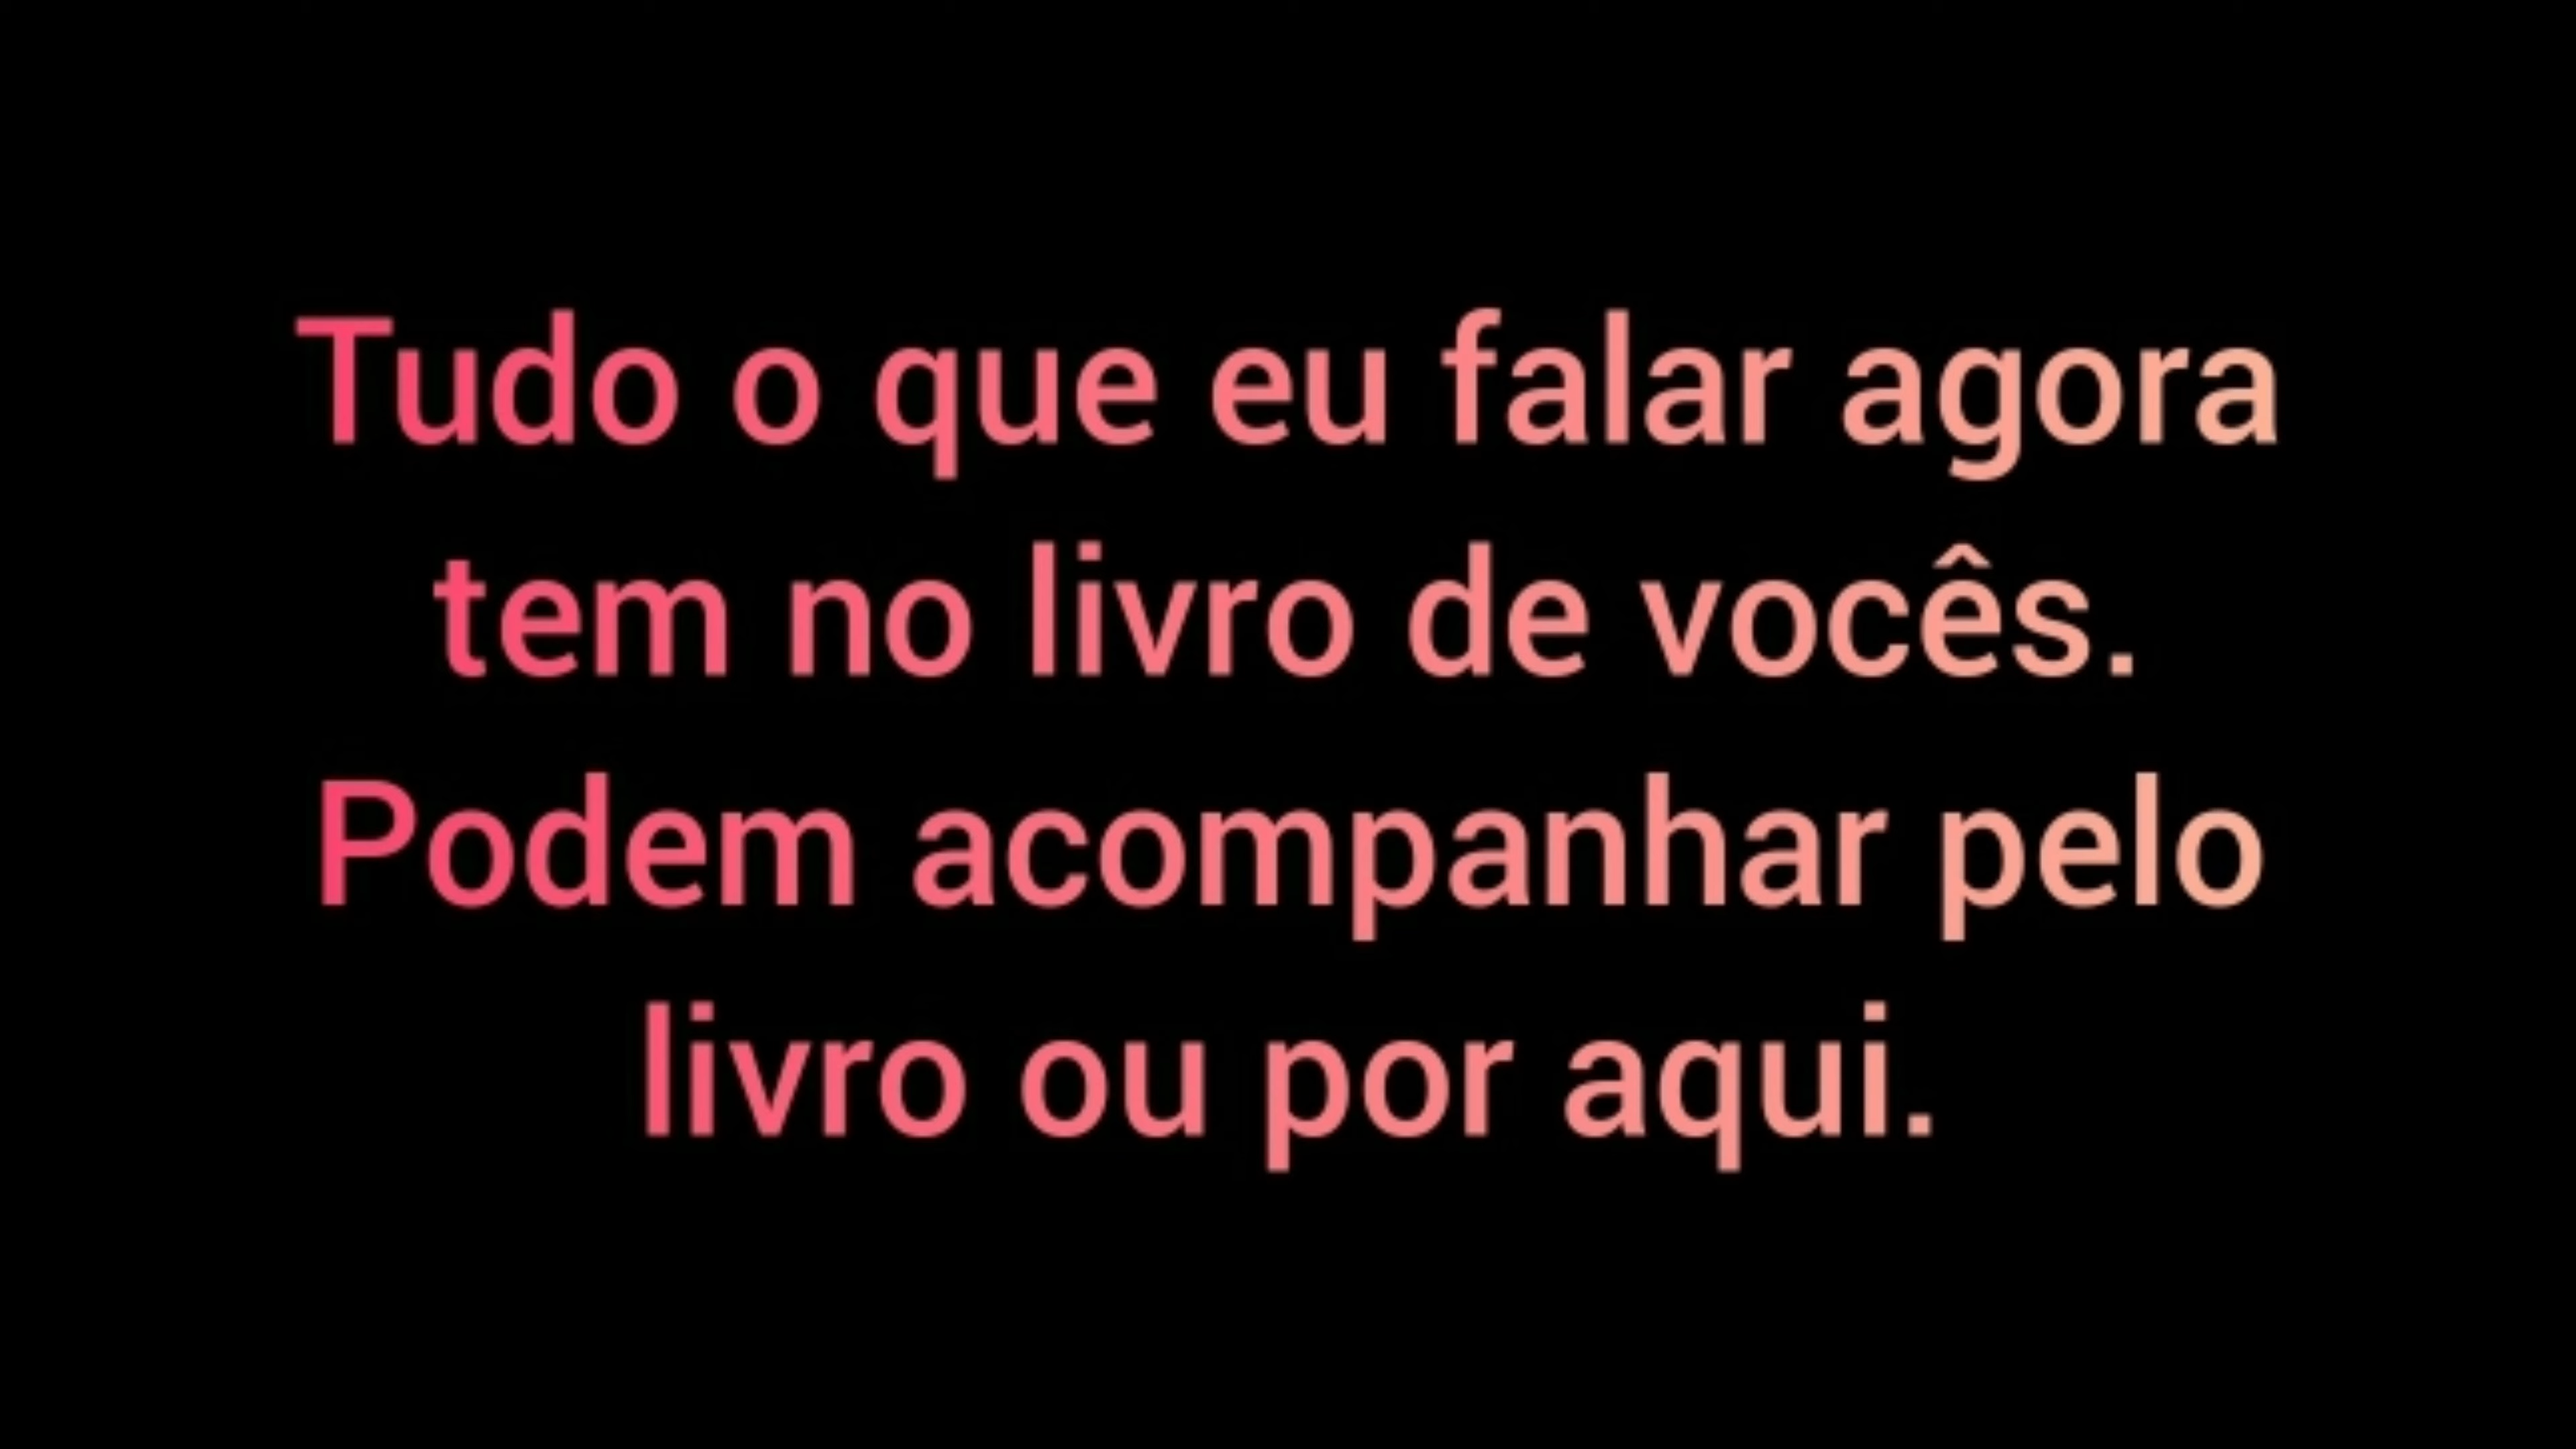 Tudo o que eu falar agora
tem no livro de vocês.
Podem acompanhar pelo
livro ou por aqui.